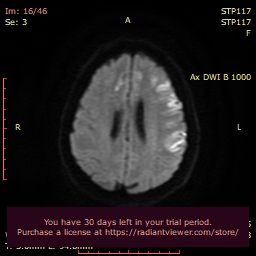 Im: 16/46
Se: 3
STP117
STP117
F
A
Ax DWI B 1000
R
L
You have 30 days left in your trial period.
Purchase a license at https://radiantviewer.com/store/